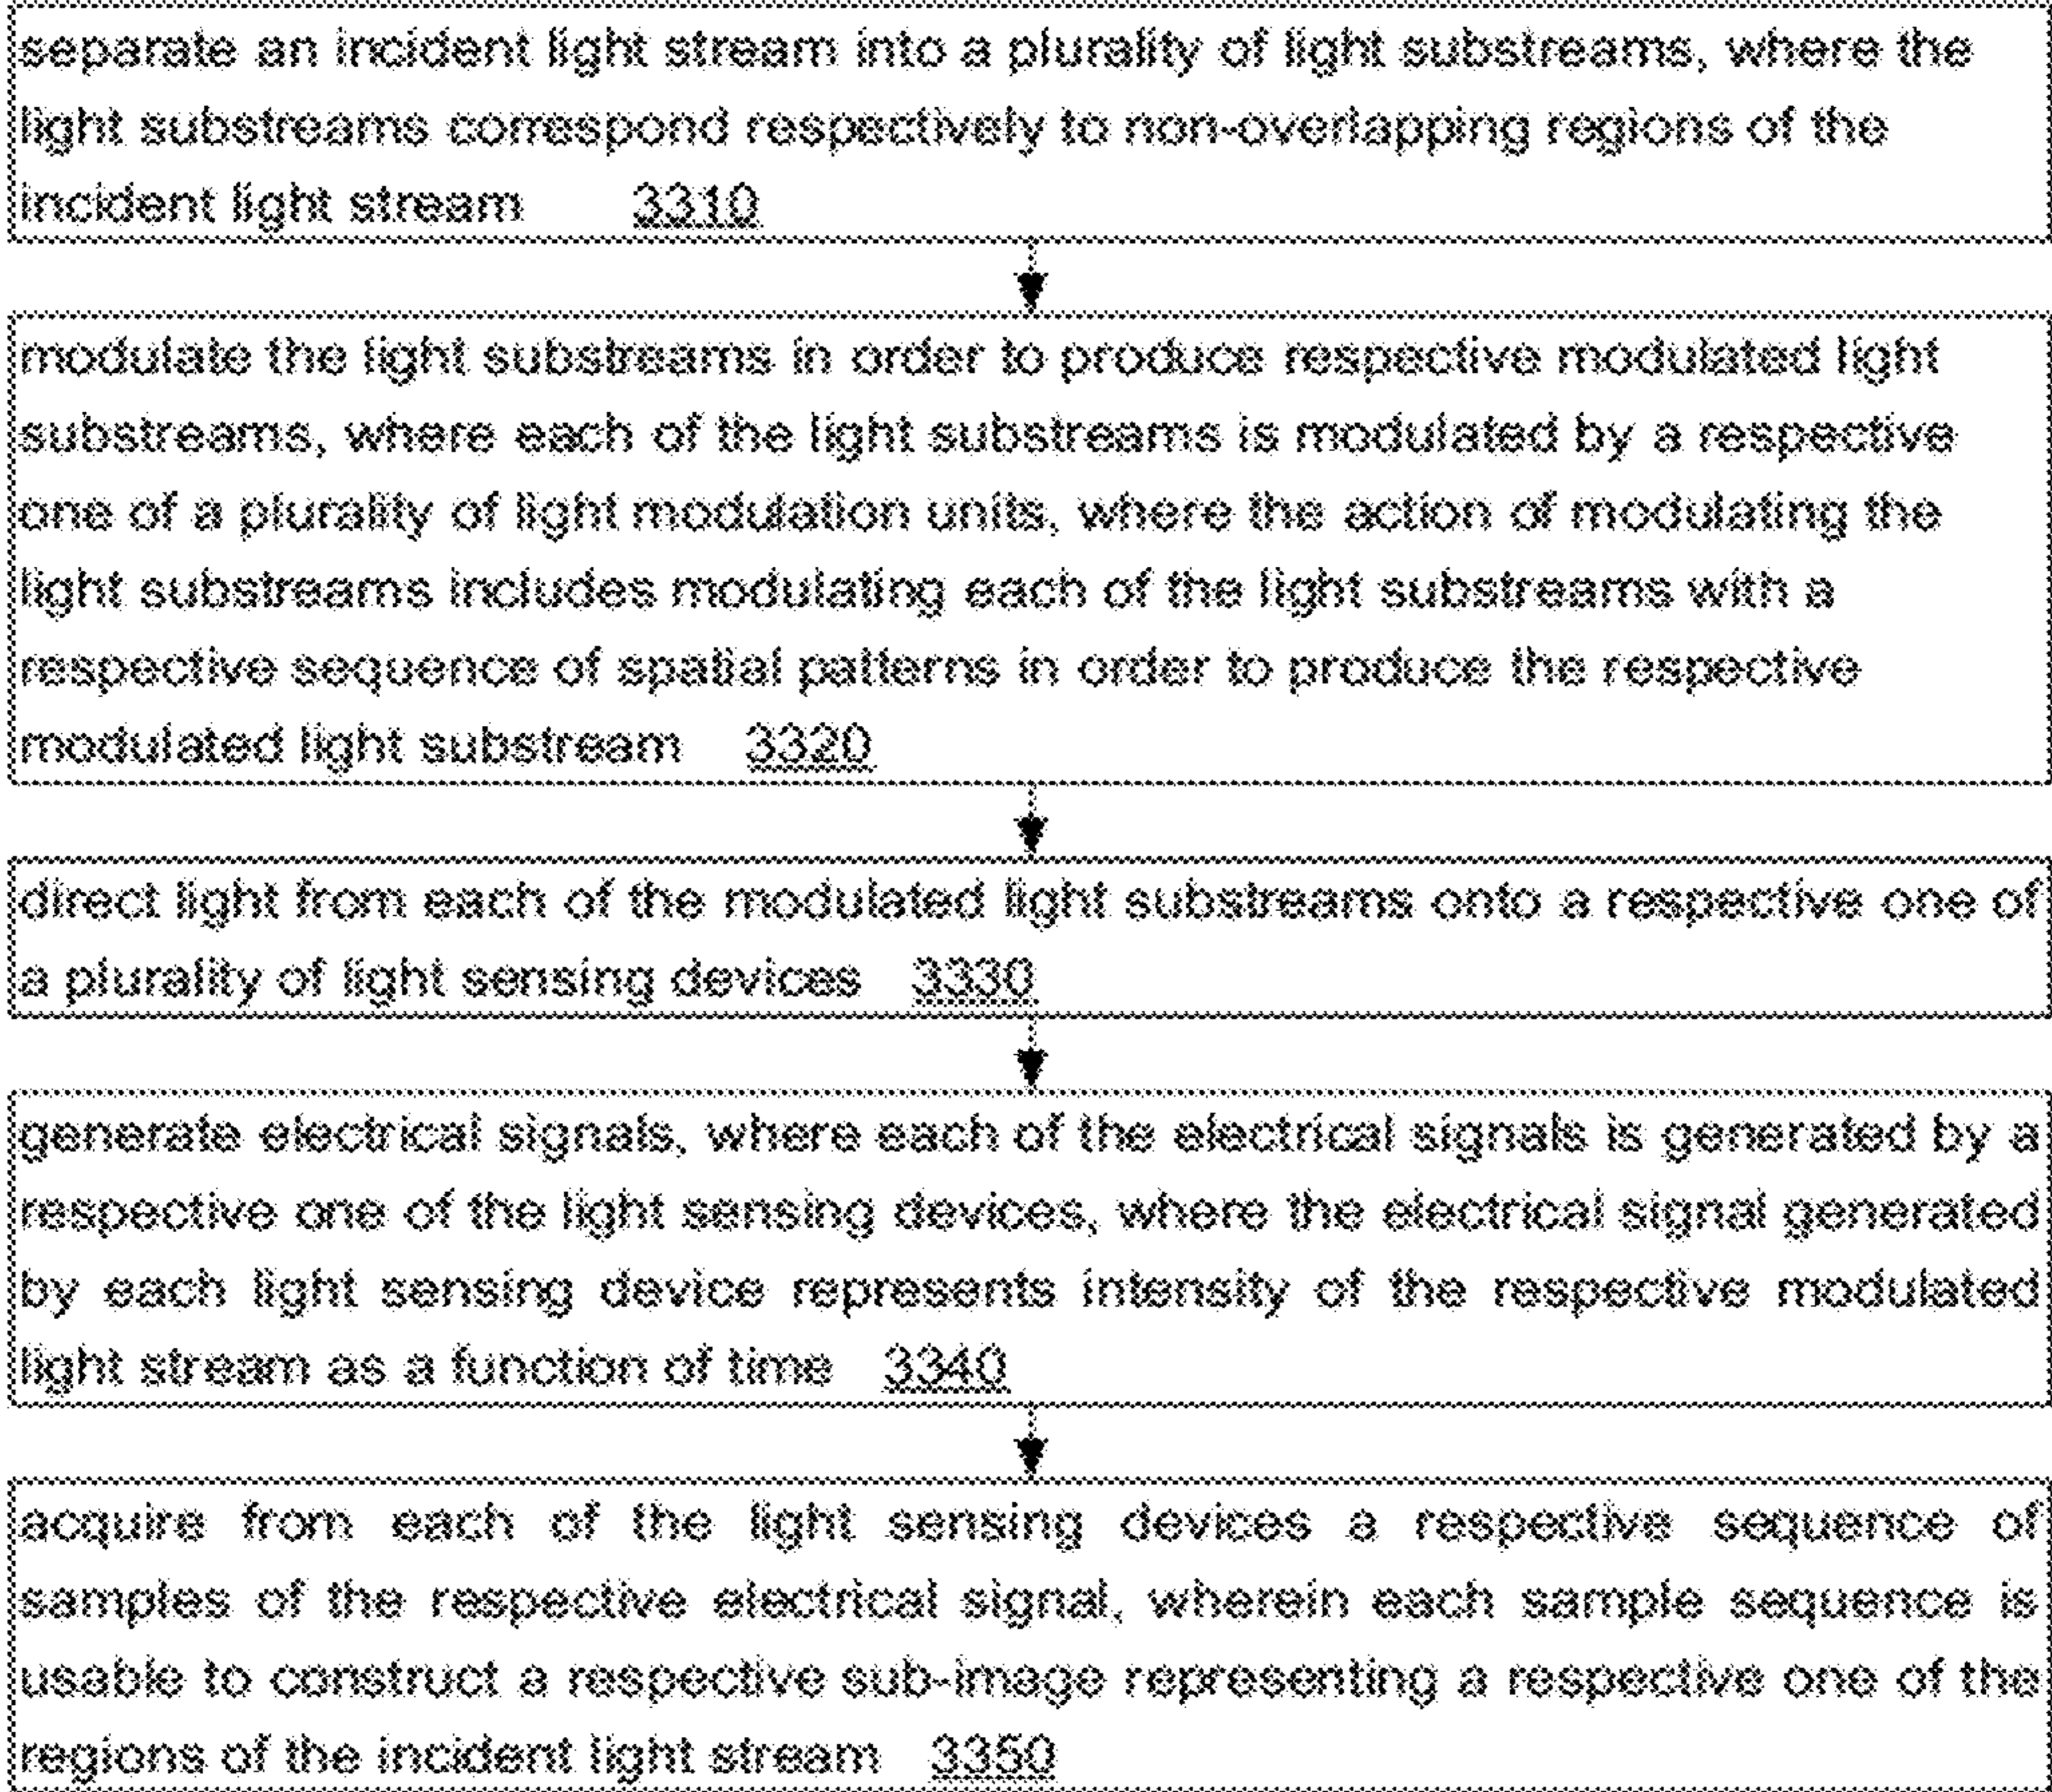 separate an incident light stream into a plurality of light substreams, where the
light substreams correspond respectively to non-overlapping regions of the
incident light stream 3310
modulate the light substreams in order to produce respective modulated light
substreams, where each of the light substreams is modulated by a respective
one of a plurality of light modulation units, where the action of modulating the
light substreams includes modulating each of the light substreams with a
respective sequence of spatial patterns in order to produce the respective
modulated light substream 3320
direct light from each of the modulated light substreams onto a respective one of
a plurality of light sensing devices 3330
generate electrical signals, where each of the electrical signals is generated by a
respective one of the light sensing devices, where the electrical signal generated
by each light sensing device represents intensity of the respective modulated
light stream as a function of time 3340
acquire from each of the light sensing devices a respective sequence of
samples of the respective electrical signal, wherein each sample sequence is
usable to construct a respective sub-image representing a respective one of the
regions of the incident light stream 3350